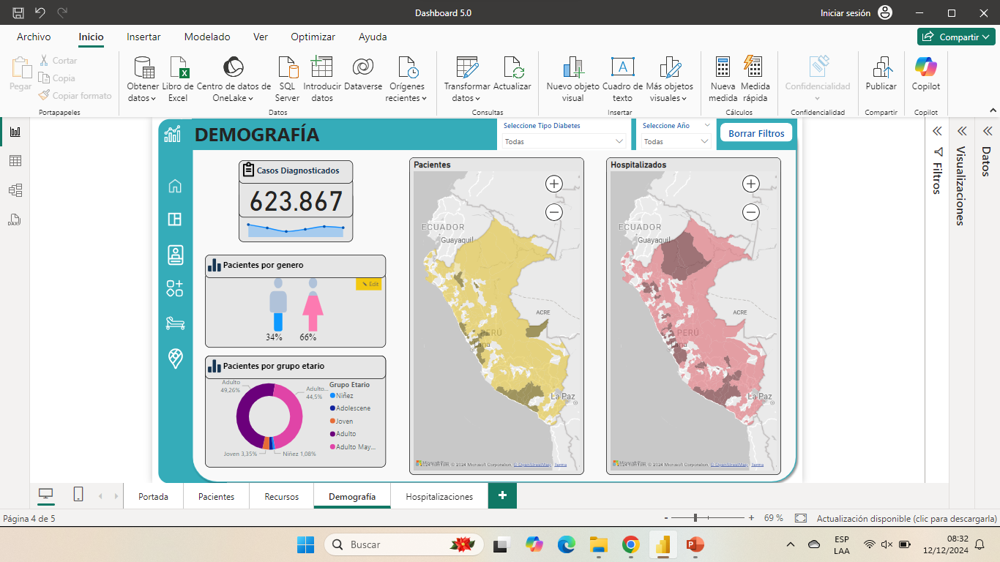 Dashboard 5.0
Iniciar sesión
Archivo
Inicio
Insertar
Modelado
Ver
Optimizar
Ayuda
Compartir
Pegar
Cortar
Copia
Copiar formato
Portapapeles
Obtener datos
Libro de Excel
Centro de datos de OneLake
SQL Server
Introducir datos
Dataverse
Orígenes recientes
Datos
Transformar datos
Actualizar
Consultas
Nuevo objeto visual
Cuadro de texto
Más objetos visuales
Insertar
Nueva medida
Medida rápida
Cálculos
Confidencialidad
Confidencialidad
Publicar
Compartir
Copilot
Copilot
DEMOGRAFÍA
Seleccione Tipo Diabetes
Todas
Seleccione Año
Todas
Borrar Filtros
Filtros
Visualizaciones
Datos
DAX
Casos Diagnosticados
623.867
Pacientes por genero
Edit
34%
66%
Pacientes por grupo etario
Adulto
49,26%
Adulto...
44,5%
Joven 3,35%
Niñez 1,08%
Grupo Etario
Niñez
Adolescene
Joven
Adulto
Adulto May...
Pacientes
ECUADOR
Guayaquil
ACRE
PERÚ
Lima
La Paz
© 2024 Microsoft Corporation, © OpenStreetMap
Terms
Hospitalizados
ECUADOR
Guayaquil
ACRE
PERÚ
Lima
La Paz
© 2024 Microsoft Corporation, © OpenStreetMap
Terms
Portada
Pacientes
Recursos
Demografía
Hospitalizaciones
Página 4 de 5
69 %
Actualización disponible (clic para descargarla)
Buscar
ESP
LAA
08:32
12/12/2024